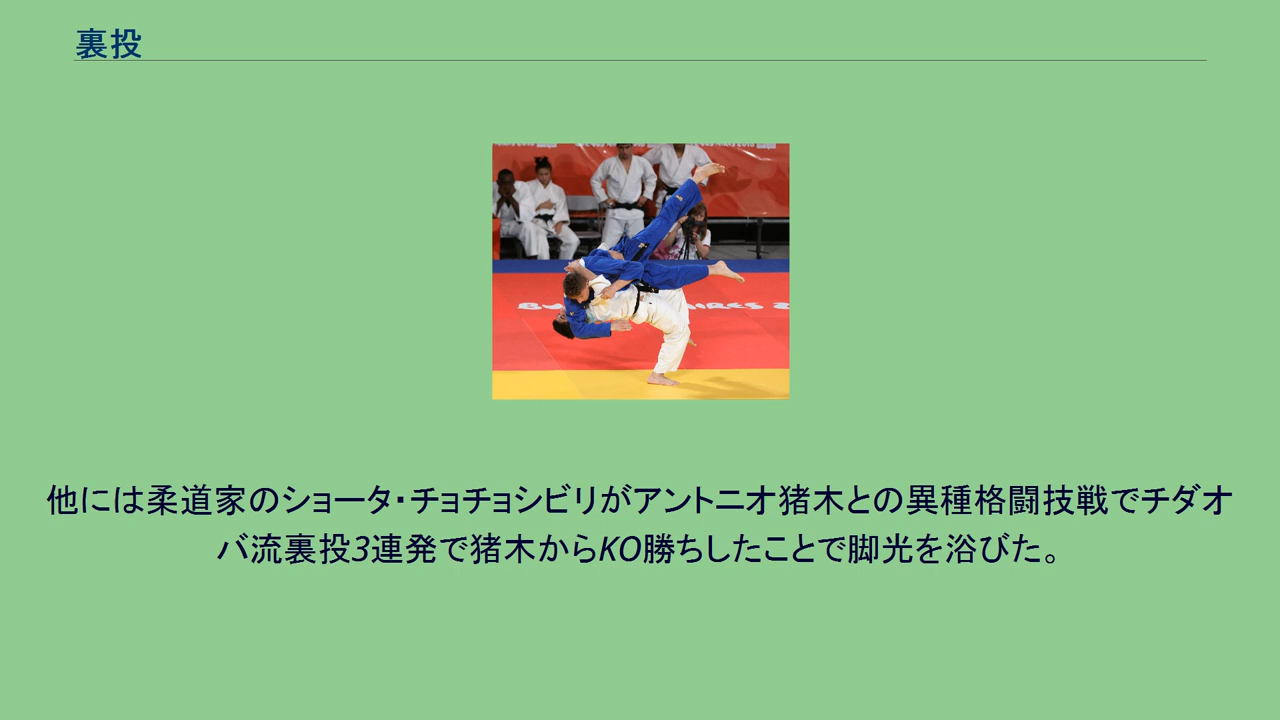 裏投
他には柔道家のショータ・チョチョシビリがアントニオ猪木との異種格闘技戦でチダオ
バ流裏投3連発で猪木からKO勝ちしたことで脚光を浴びた。